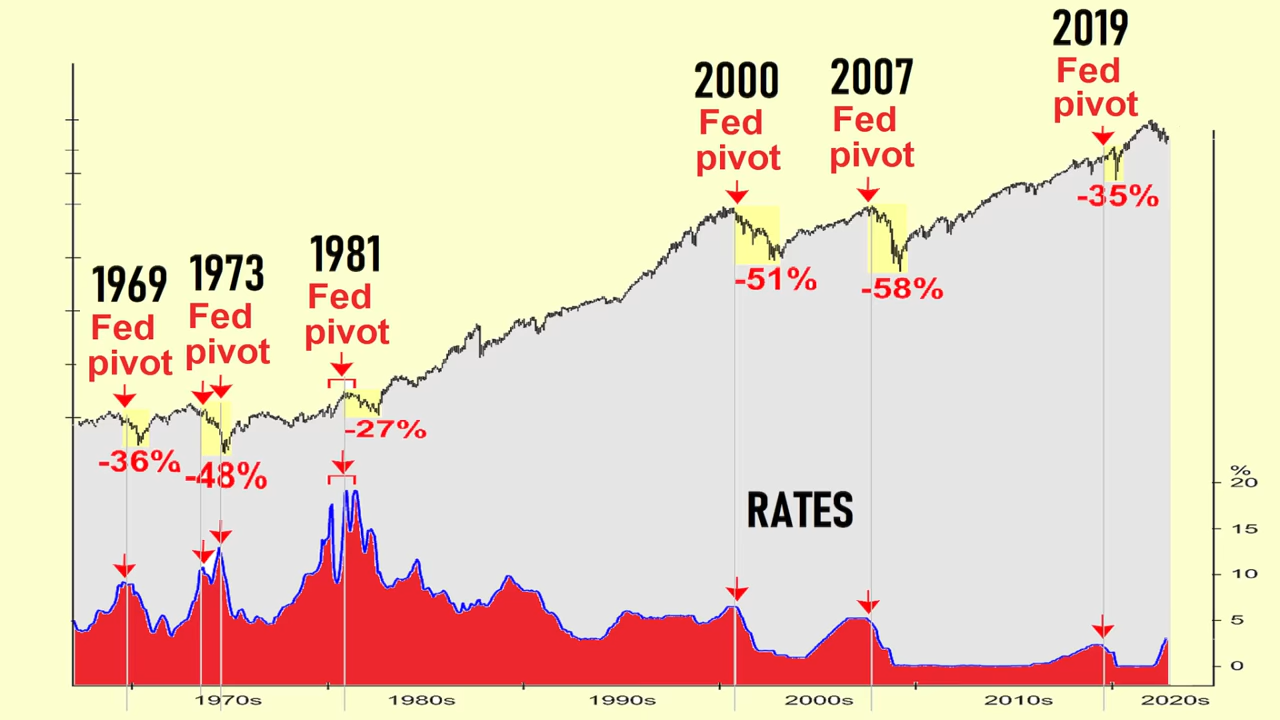 2019
Fed
pivot
2000
Fed
pivot
2007
Fed
pivot
-35%
1981
Fed
pivot
1973
Fed
pivot
1969
Fed
pivot
-51%
-58%
-27%
-36%
-48%
RATES
%
20
15
10
5
0
1970s
1980s
1990s
2000s
2010s
2020s